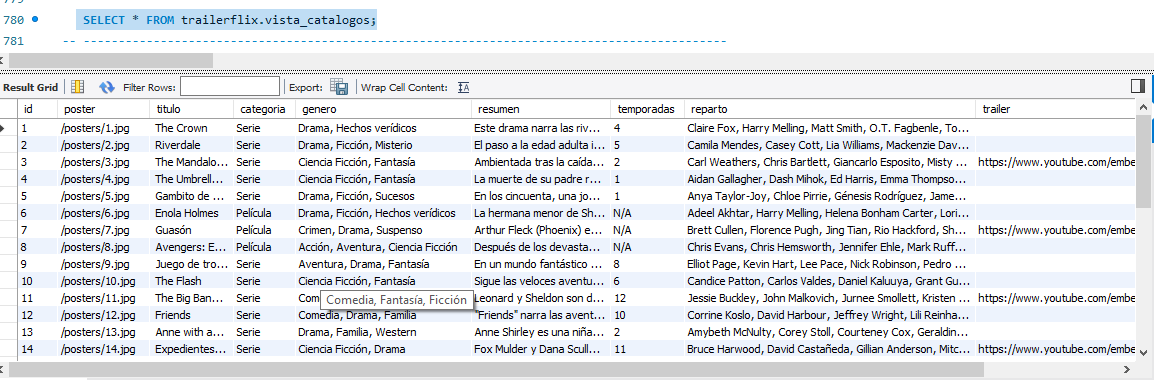 780 SELECT * FROM trailerflix.vista_catalogos;
781 -- ----------------------------------------------------------------
Result Grid Filter Rows: Export: Wrap Cell Content: IA
id poster titulo categoria genero resumen temporadas reparto trailer
1 /posters/1.jpg The Crown Serie Drama, Hechos verídicos Este drama narra las riv... 4 Claire Fox, Harry Melling, Matt Smith, O.T. Fagbenle, To...
2 /posters/2.jpg Riverdale Serie Drama, Ficción, Misterio El paso a la edad adulta i... 5 Camila Mendes, Casey Cott, Lia Williams, Mackenzie Dav...
3 /posters/3.jpg The Mandalo... Serie Ciencia Ficción, Fantasía Ambientada tras la caída... 2 Carl Weathers, Chris Bartlett, Giancarlo Esposito, Misty ... https://www.youtube.com/embe
4 /posters/4.jpg The Umbrell... Serie Ciencia Ficción, Fantasía La muerte de su padre r... 1 Aidan Gallagher, Dash Mihok, Ed Harris, Emma Thompso...
5 /posters/5.jpg Gambito de ... Serie Drama, Ficción, Sucesos En los cincuenta, una jo... 1 Anya Taylor-Joy, Chloe Pirrie, Génesis Rodríguez, Jame...
6 /posters/6.jpg Enola Holmes Película Drama, Ficción, Hechos verídicos La hermana menor de Sh... N/A Adeel Akhtar, Harry Melling, Helena Bonham Carter, Lori...
7 /posters/7.jpg Guasón Película Crimen, Drama, Suspenso Arthur Fleck (Phoenix) e... N/A Brett Cullen, Florence Pugh, Jing Tian, Rio Hackford, Sh... https://www.youtube.com/embe
8 /posters/8.jpg Avengers: E... Película Acción, Aventura, Ciencia Ficción Después de los devasta... N/A Chris Evans, Chris Hemsworth, Jennifer Ehle, Mark Ruff...
9 /posters/9.jpg Juego de tro... Serie Aventura, Drama, Fantasía En un mundo fantástico ... 8 Elliot Page, Kevin Hart, Lee Pace, Nick Robinson, Pedro ...
10 /posters/10.jpg The Flash Serie Ciencia Ficción, Fantasía Sigue las veloces aventu... 6 Candice Patton, Carlos Valdes, Daniel Kaluuya, Grant Gu...
11 /posters/11.jpg The Big Ban... Serie Com Comedia, Fantasía, Ficción Leonard y Sheldon son d... 12 Jessie Buckley, John Malkovich, Jurnee Smollett, Kristen ... https://www.youtube.com/embe
12 /posters/12.jpg Friends Serie Comedia, Drama, Familia "Friends" narra las avent... 10 Corrine Koslo, David Harbour, Jeffrey Wright, Lili Reinha... https://www.youtube.com/embe
13 /posters/13.jpg Anne with a... Serie Drama, Familia, Western Anne Shirley es una niña... 2 Amybeth McNulty, Corey Stoll, Courteney Cox, Geraldin...
14 /posters/14.jpg Expedientes... Serie Ciencia Ficción, Drama Fox Mulder y Dana Scull... 11 Bruce Harwood, David Castañeda, Gillian Anderson, Mitc... https://www.youtube.com/embe